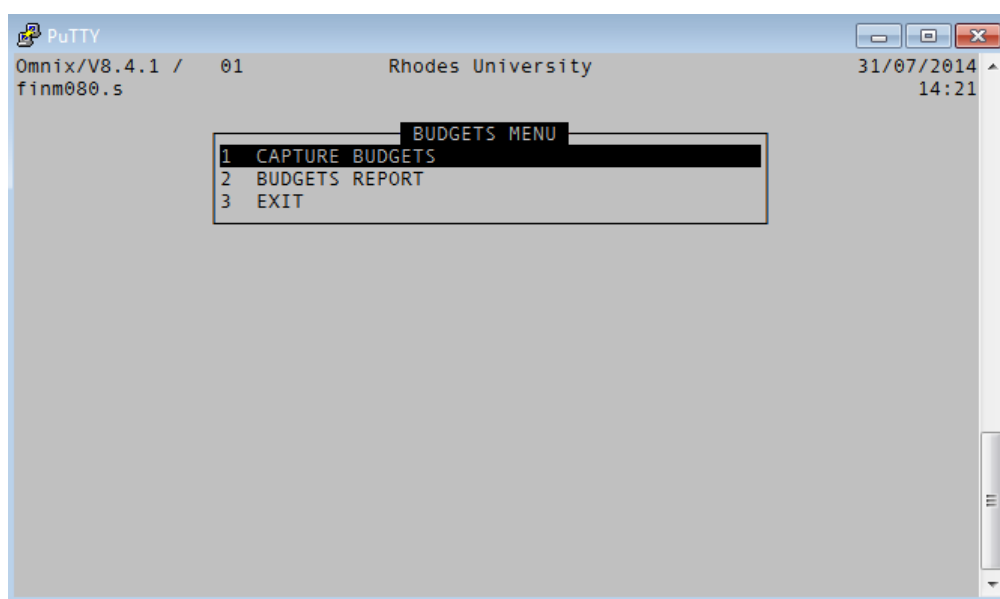 PuTTY
Omnix/V8.4.1 / 01 Rhodes University 31/07/2014
finm080.s 14:21
BUDGETS MENU
1 CAPTURE BUDGETS
2 BUDGETS REPORT
3 EXIT